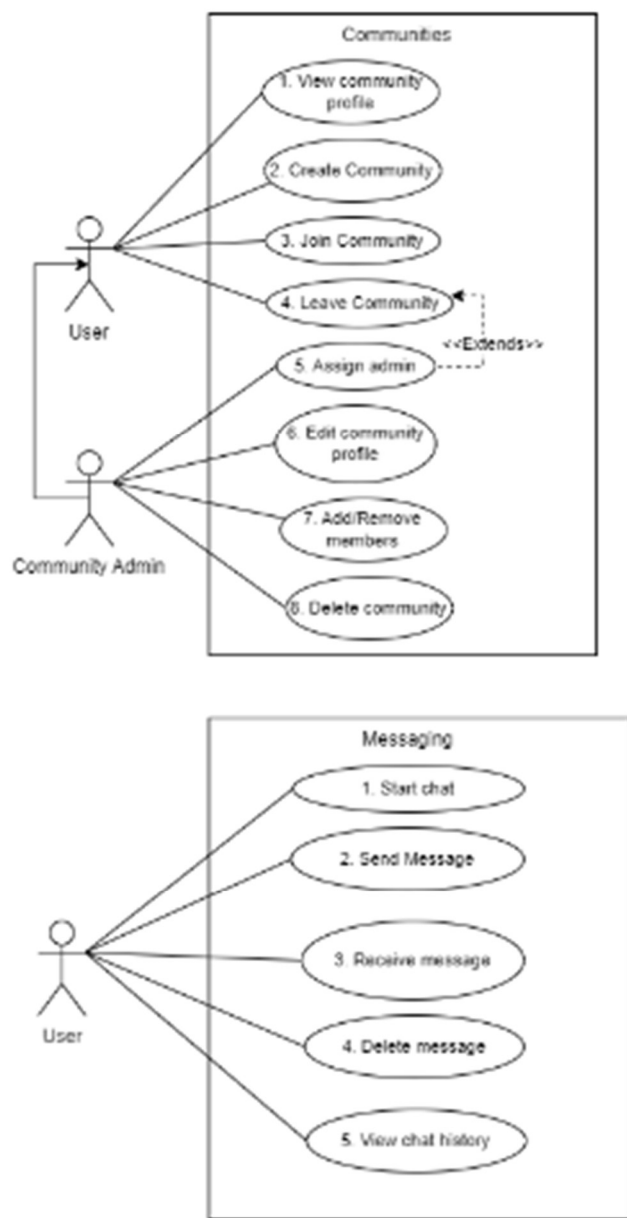 Communities
1. View community
profile
2. Create Community
3. Join Community
User
4. Leave Community
<<Extends>>
5. Assign admin
6. Edit community
profile
7. Add/Remove
members
Community Admin
8. Delete community
Messaging
1. Start chat
2. Send Message
3. Receive message
User
4. Delete message
5. View chat history